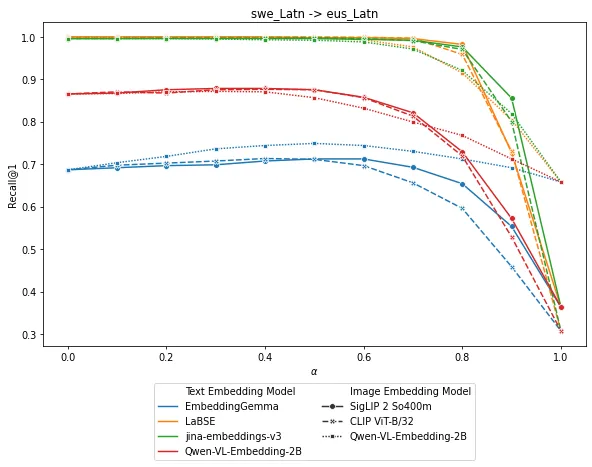 swe_Latn -> eus_Latn
Recall@1
1.0
0.9
0.8
0.7
0.6
0.5
0.4
0.3
0.0 0.2 0.4 0.6 0.8 1.0
α
Text Embedding Model Image Embedding Model
EmbeddingGemma SigLIP 2 So400m
LaBSE CLIP ViT-B/32
jina-embeddings-v3 Qwen-VL-Embedding-2B
Qwen-VL-Embedding-2B